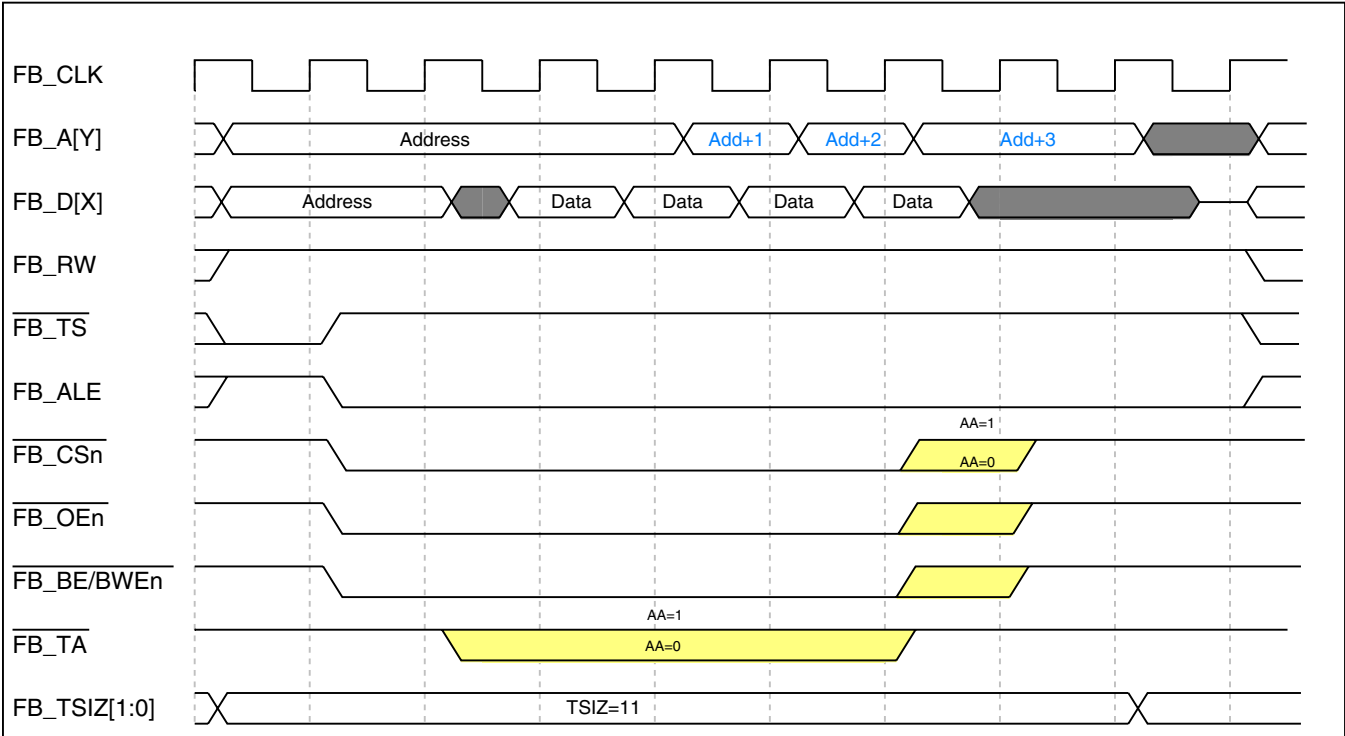 FB_CLK
FB_A[Y] Address Add+1 Add+2 Add+3
FB_D[X] Address Data Data Data Data
FB_RW
FB_TS
FB_ALE
AA=1
FB_CSn AA=0
FB_OEn
FB_BE/BWEn
AA=1
FB_TA AA=0
FB_TSIZ[1:0] TSIZ=11